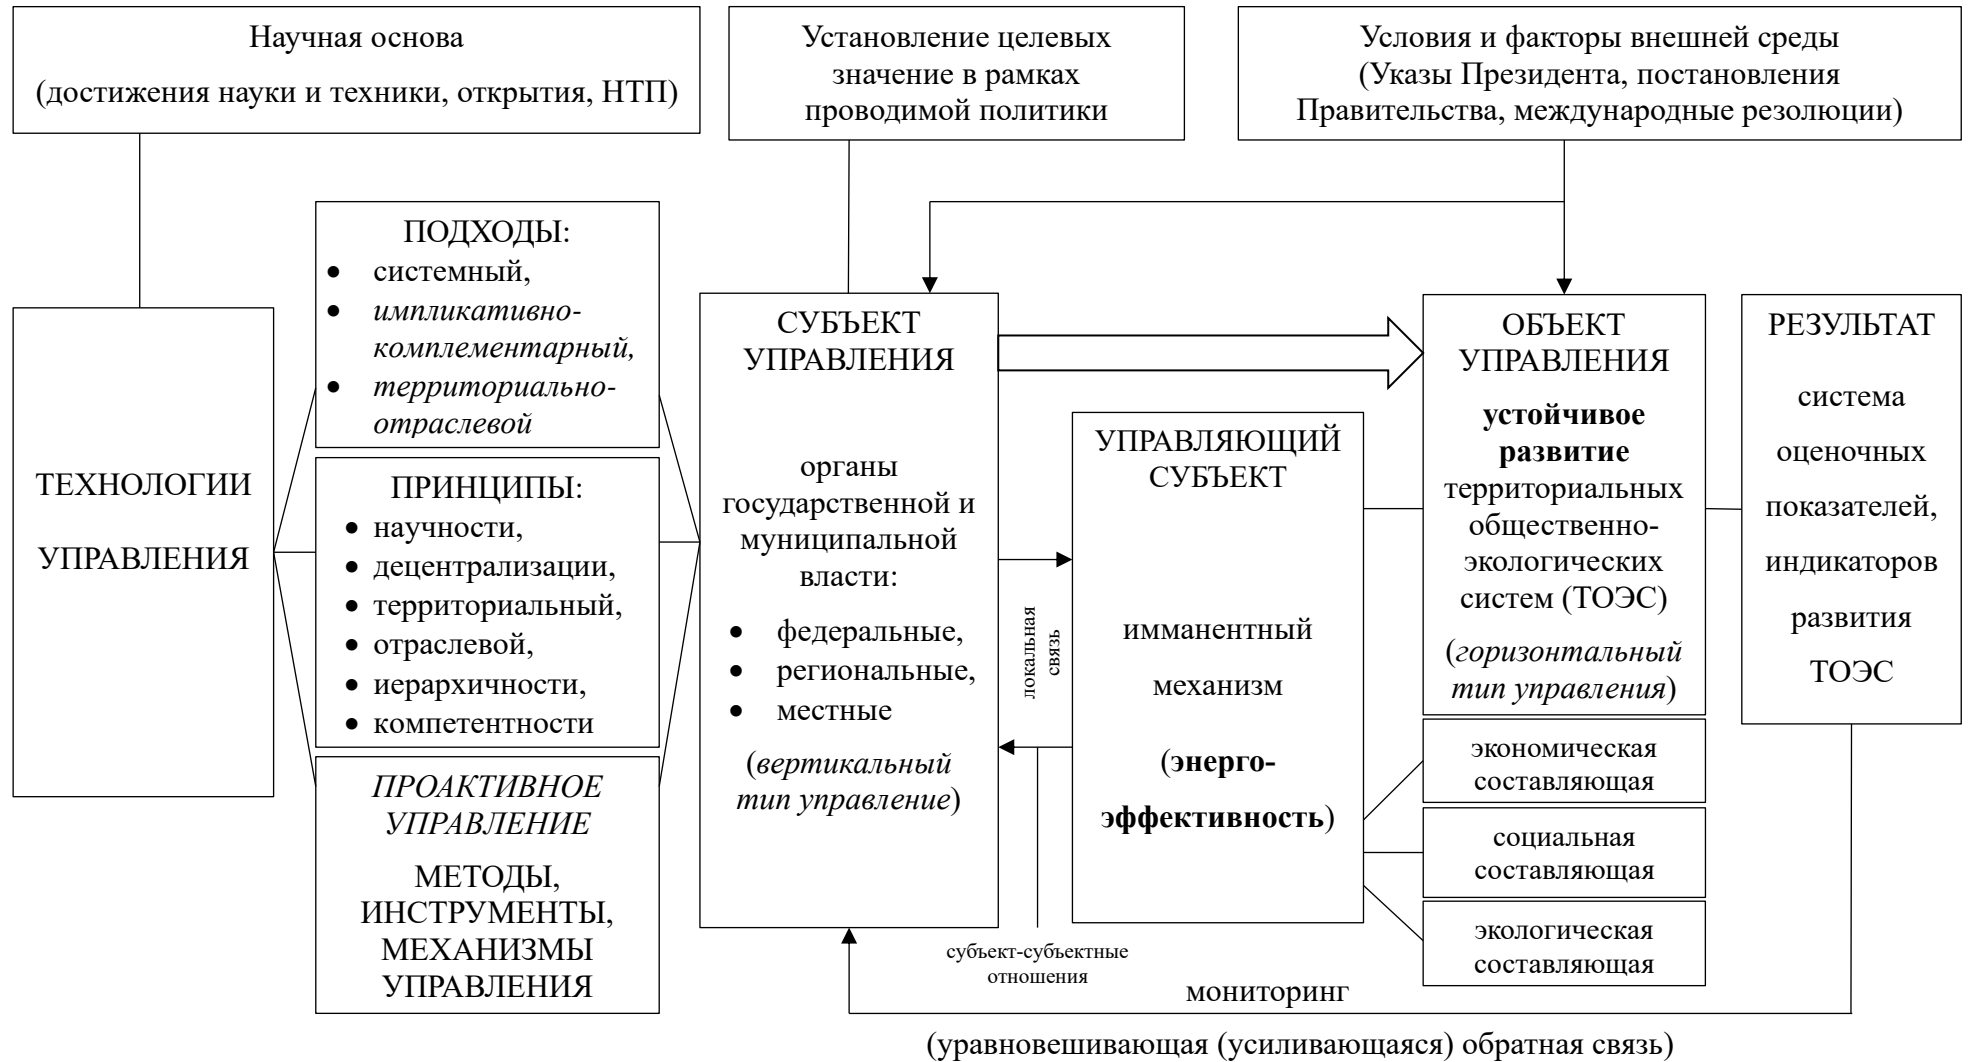 Научная основа
(достижения науки и техники, открытия, НТП)
Установление целевых
значение в рамках
проводимой политики
Условия и факторы внешней среды
(Указы Президента, постановления
Правительства, международные резолюции)
ТЕХНОЛОГИИ
УПРАВЛЕНИЯ
ПОДХОДЫ:
• системный,
• импликативно-
комплементарный,
• территориально-
отраслевой
ПРИНЦИПЫ:
• научности,
• децентрализации,
• территориальный,
• отраслевой,
• иерархичности,
• компетентности
ПРОАКТИВНОЕ
УПРАВЛЕНИЕ
МЕТОДЫ,
ИНСТРУМЕНТЫ,
МЕХАНИЗМЫ
УПРАВЛЕНИЯ
СУБЪЕКТ
УПРАВЛЕНИЯ
органы
государственной и
муниципальной
власти:
• федеральные,
• региональные,
• местные
(вертикальный
тип управление)
локальная
связь
субъект-субъектные
отношения
УПРАВЛЯЮЩИЙ
СУБЪЕКТ
имманентный
механизм
(энерго-
эффективность)
ОБЪЕКТ
УПРАВЛЕНИЯ
устойчивое
развитие
территориальных
общественно-
экологических
систем (ТОЭС)
(горизонтальный
тип управления)
экономическая
составляющая
социальная
составляющая
экологическая
составляющая
РЕЗУЛЬТАТ
система
оценочных
показателей,
индикаторов
развития
ТОЭС
мониторинг
(уравновешивающая (усиливающаяся) обратная связь)